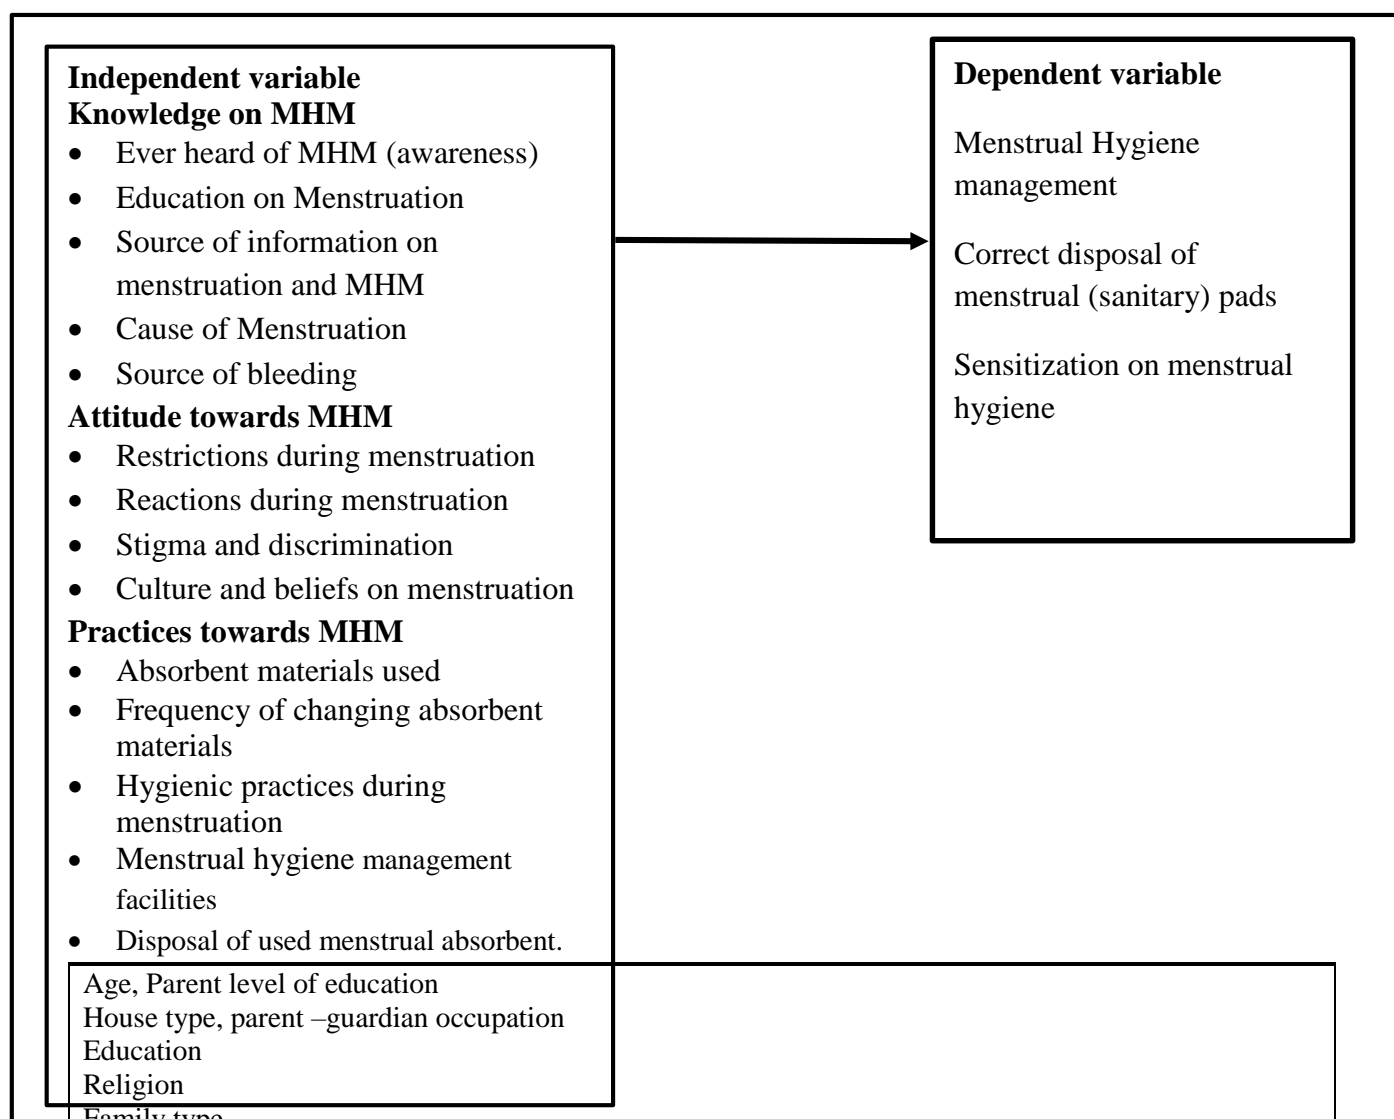 Independent variable
Knowledge on MHM
• Ever heard of MHM (awareness)
• Education on Menstruation
• Source of information on
menstruation and MHM
• Cause of Menstruation
• Source of bleeding
Attitude towards MHM
• Restrictions during menstruation
• Reactions during menstruation
• Stigma and discrimination
• Culture and beliefs on menstruation
Practices towards MHM
• Absorbent materials used
• Frequency of changing absorbent
materials
• Hygienic practices during
menstruation
• Menstrual hygiene management
facilities
• Disposal of used menstrual absorbent.
Age, Parent level of education
House type, parent –guardian occupation
Education
Religion
Family type
Dependent variable
Menstrual Hygiene
management
Correct disposal of
menstrual (sanitary) pads
Sensitization on menstrual
hygiene